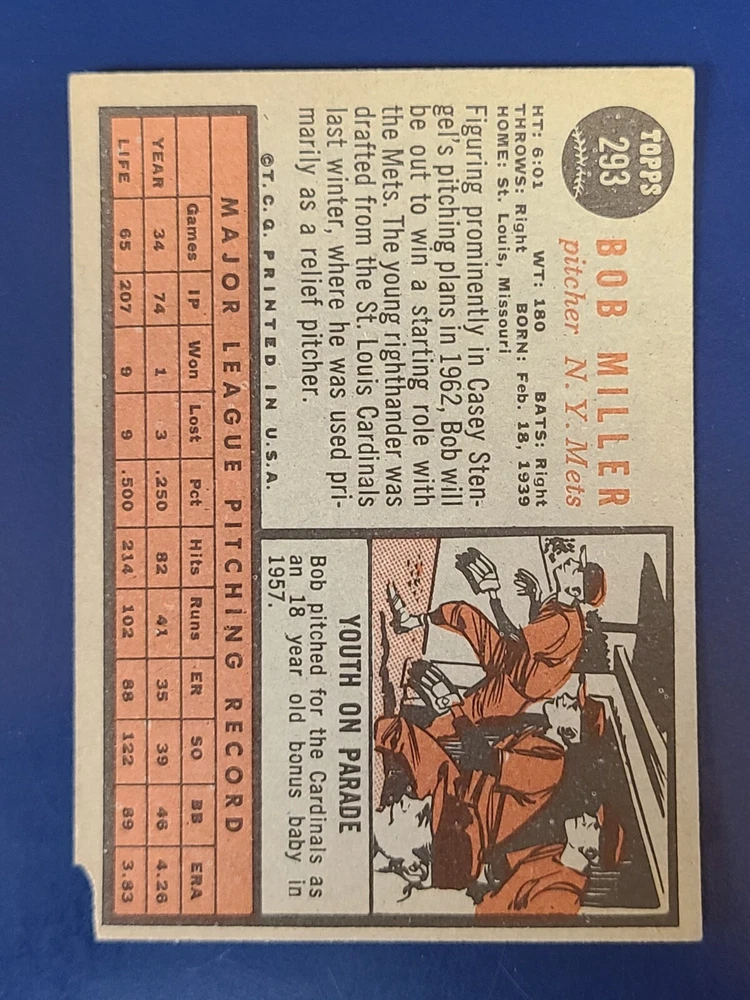 TOPPS
293
BOB MILLER
pitcher N. Y. Mets
HT: 6:01 WT: 180 BATS: Right
THROWS: Right BORN: Feb. 18, 1939
HOME: St. Louis, Missouri
Figuring prominently in Casey Sten-
gel's pitching plans in 1962, Bob will
be out to win a starting role with
the Mets. The young righthander was
drafted from the St. Louis Cardinals
last winter, where he was used pri-
marily as a relief pitcher.
©T.C.G. PRINTED IN U.S.A.
YOUTH ON PARADE
Bob pitched for the Cardinals as
an 18 year old bonus baby in
1957.
MAJOR LEAGUE PITCHING RECORD
Games IP Won Lost Pct Hits Runs ER SO BB ERA
YEAR 34 74 1 3 .250 82 41 35 39 46 4.26
LIFE 65 207 9 9 .500 214 102 88 122 89 3.83